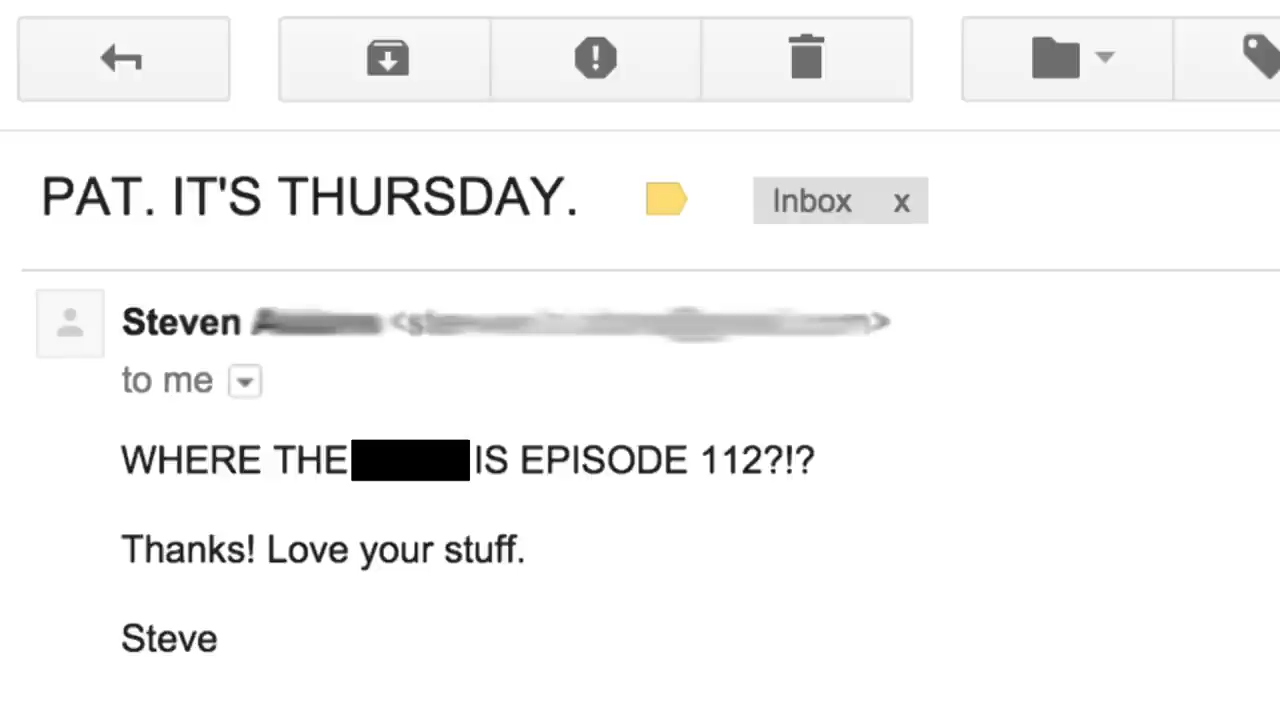 PAT. IT'S THURSDAY.
Inbox x
Steven
to me
WHERE THE IS EPISODE 112?!?
Thanks! Love your stuff.
Steve